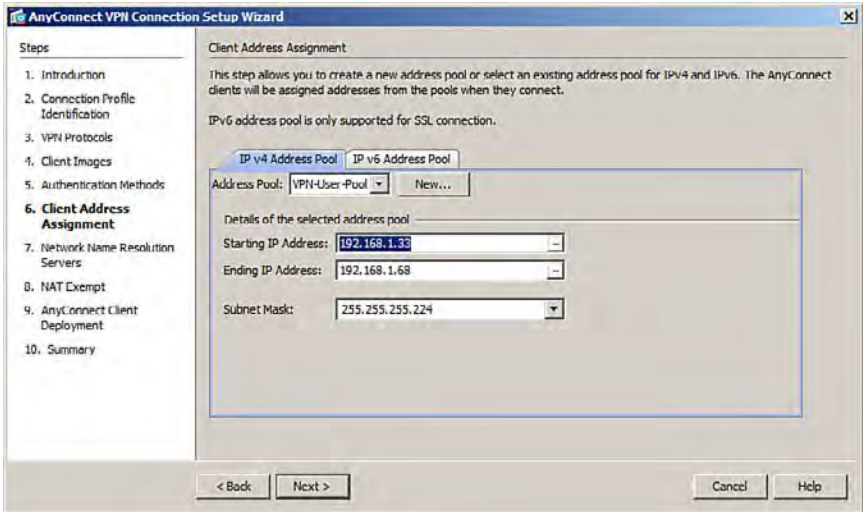 AnyConnect VPN Connection Setup Wizard
Steps
1. Introduction
2. Connection Profile
Identification
3. VPN Protocols
4. Client Images
5. Authentication Methods
6. Client Address
Assignment
7. Network Name Resolution
Servers
8. NAT Exempt
9. AnyConnect Client
Deployment
10. Summary
Client Address Assignment
This step allows you to create a new address pool or select an existing address pool for IPv4 and IPv6. The AnyConnect
clients will be assigned addresses from the pools when they connect.
IPv6 address pool is only supported for SSL connection.
IP v4 Address Pool IP v6 Address Pool
Address Pool: VPN-User-Pool New...
Details of the selected address pool
Starting IP Address: 192.168.1.33 ...
Ending IP Address: 192.168.1.68 ...
Subnet Mask: 255.255.255.224
< Back Next > Cancel Help